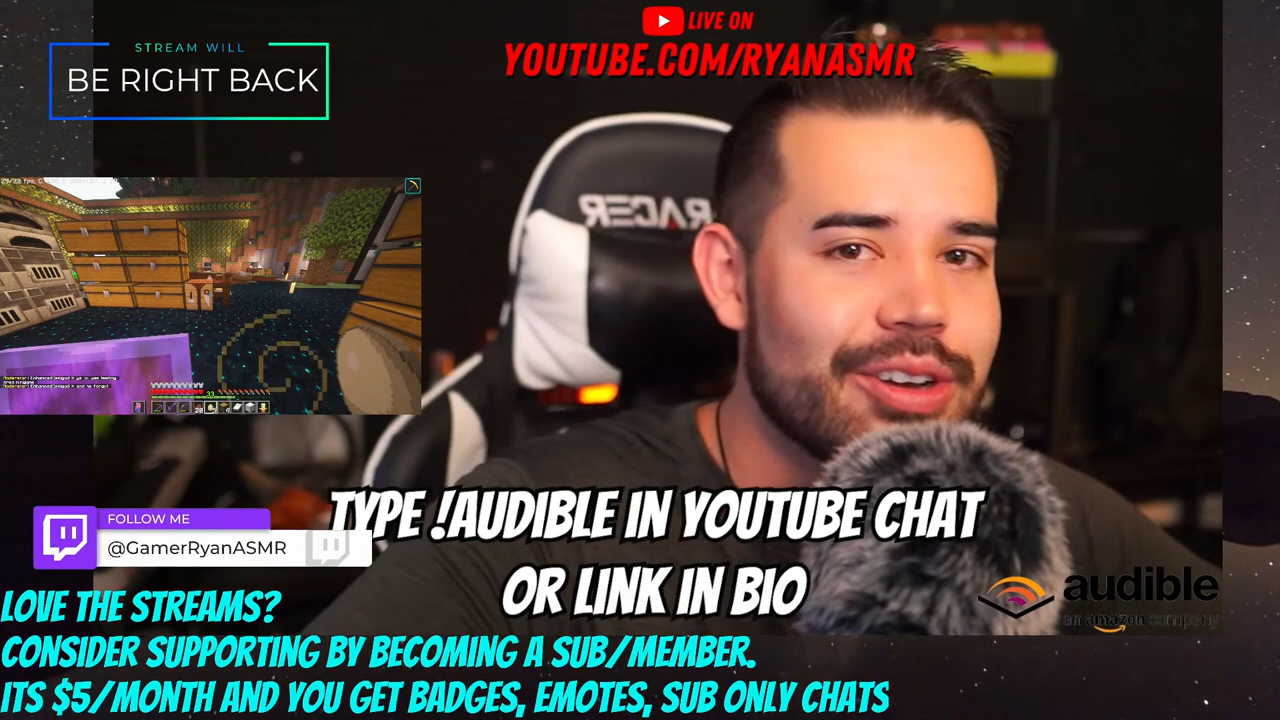 LIVE ON
YOUTUBE.COM/RYANASMR
STREAM WILL
BE RIGHT BACK
RACER
TYPE !AUDIBLE IN YOUTUBE CHAT
OR LINK IN BIO
FOLLOW ME
@GamerRyanASMR
audible
an amazon company
LOVE THE STREAMS?
CONSIDER SUPPORTING BY BECOMING A SUB/MEMBER.
ITS $5/MONTH AND YOU GET BADGES, EMOTES, SUB ONLY CHATS